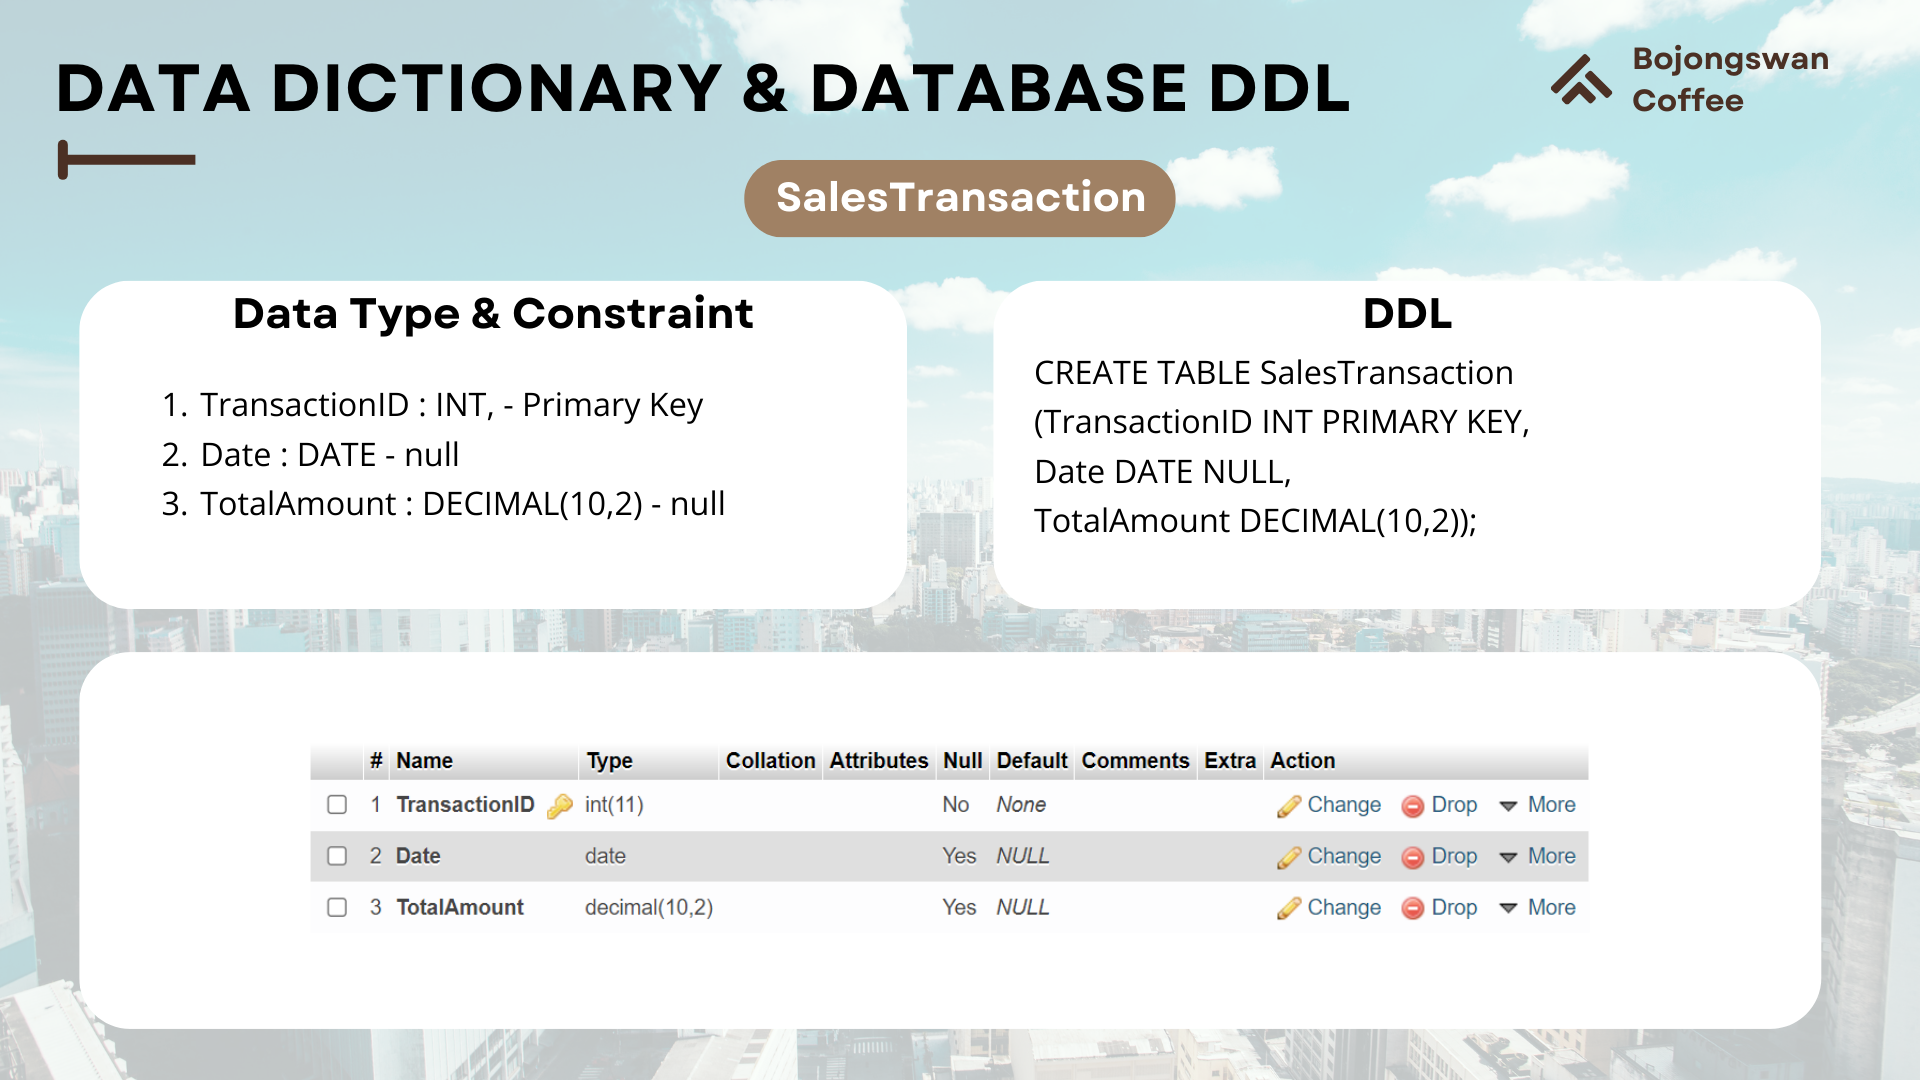 DATA DICTIONARY & DATABASE DDL
Bojongswan
Coffee
SalesTransaction
Data Type & Constraint
1. TransactionID : INT, - Primary Key
2. Date : DATE - null
3. TotalAmount : DECIMAL(10,2) - null
DDL
CREATE TABLE SalesTransaction
(TransactionID INT PRIMARY KEY,
Date DATE NULL,
TotalAmount DECIMAL(10,2));
# Name Type Collation Attributes Null Default Comments Extra Action
1 TransactionID int(11) No None Change Drop More
2 Date date Yes NULL Change Drop More
3 TotalAmount decimal(10,2) Yes NULL Change Drop More